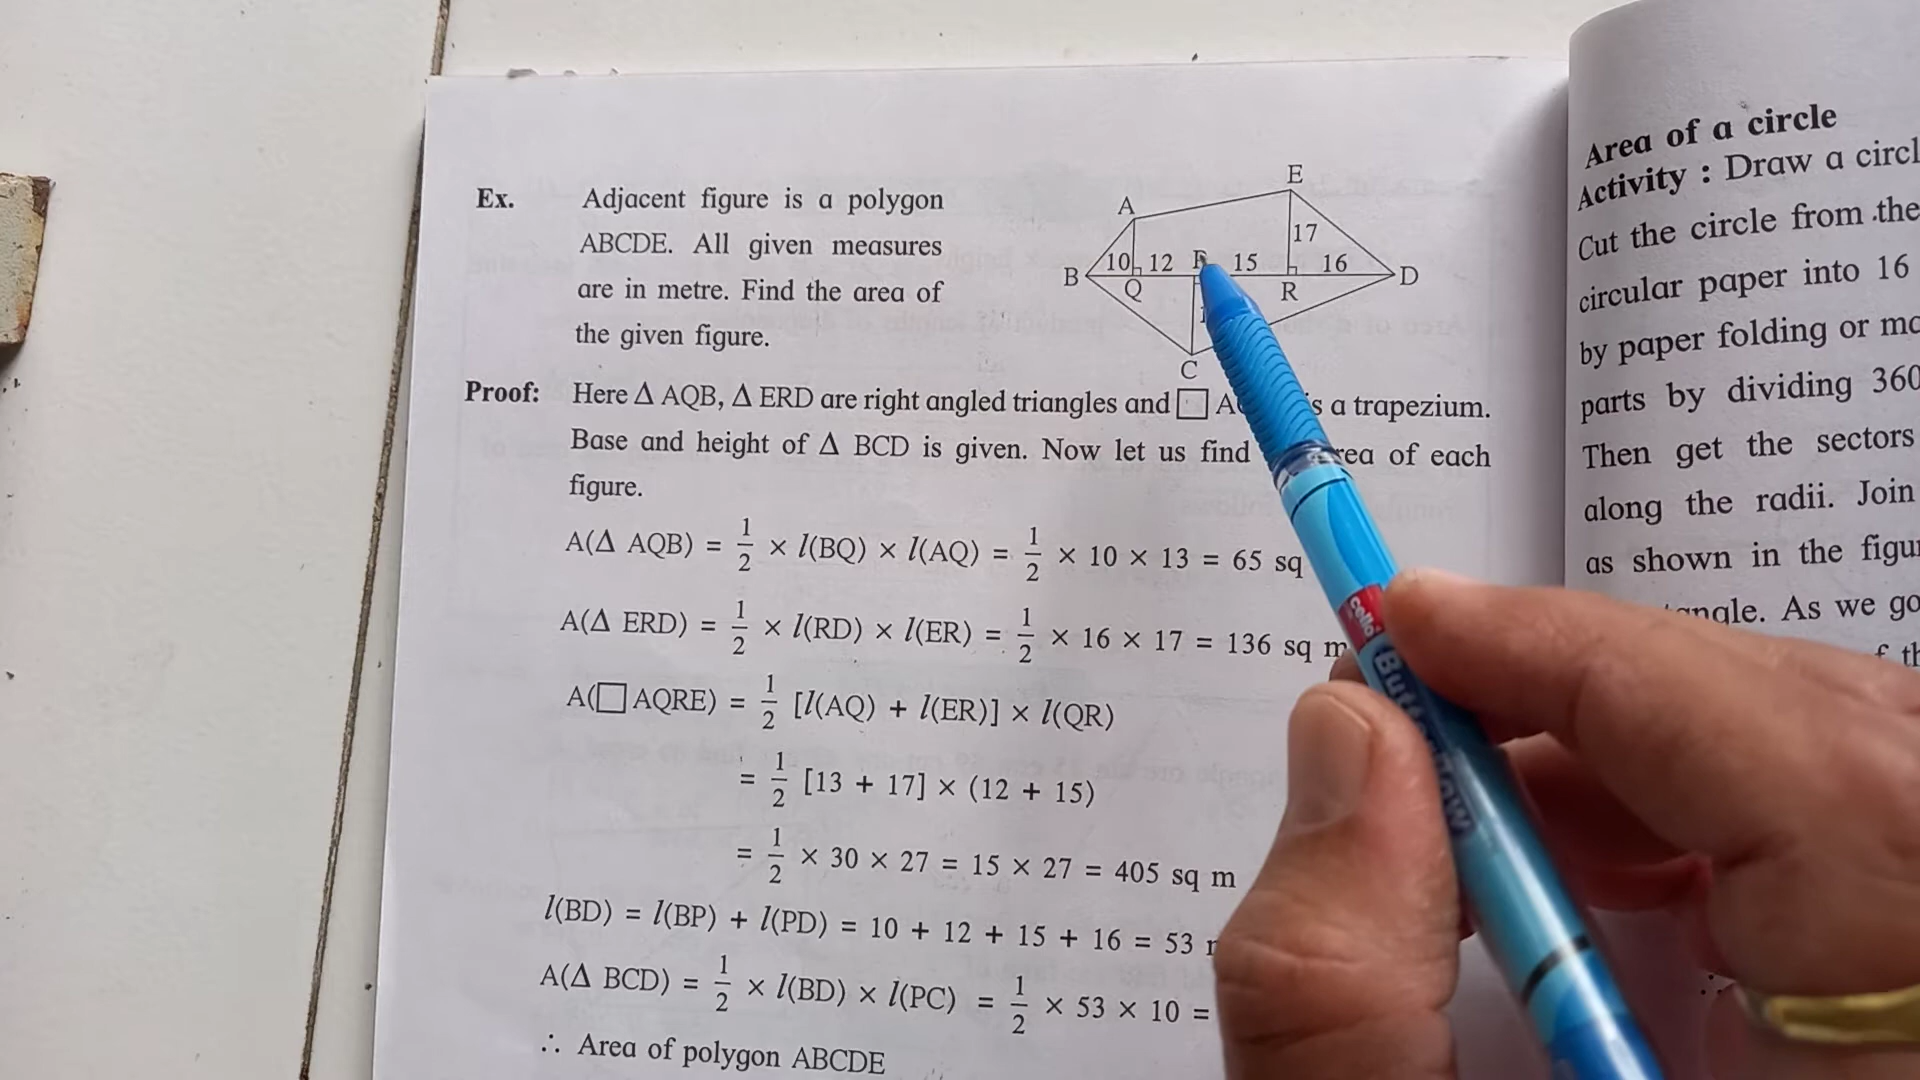 Ex. Adjacent figure is a polygon
ABCDE. All given measures
are in metre. Find the area of
the given figure.
A
E
17
B
10
12
15
16
D
Q
R
C
Proof: Here Δ AQB, Δ ERD are right angled triangles and □ a trapezium.
Base and height of Δ BCD is given. Now let us find of each
figure.
A(Δ AQB) = 1/2 × l(BQ) × l(AQ) = 1/2 × 10 × 13 = 65 sq
A(Δ ERD) = 1/2 × l(RD) × l(ER) = 1/2 × 16 × 17 = 136 sq m
A(□AQRE) = 1/2 [l(AQ) + l(ER)] × l(QR)
= 1/2 [13 + 17] × (12 + 15)
= 1/2 × 30 × 27 = 15 × 27 = 405 sq m
l(BD) = l(BP) + l(PD) = 10 + 12 + 15 + 16 = 53
A(Δ BCD) = 1/2 × l(BD) × l(PC) = 1/2 × 53 × 10 =
∴ Area of polygon ABCDE
Area of a circle
Activity : Draw a circl
Cut the circle from the
circular paper into 16
by paper folding or mo
parts by dividing 360
Then get the sectors
along the radii. Join
as shown in the figu
As we go
cello
Butterflow